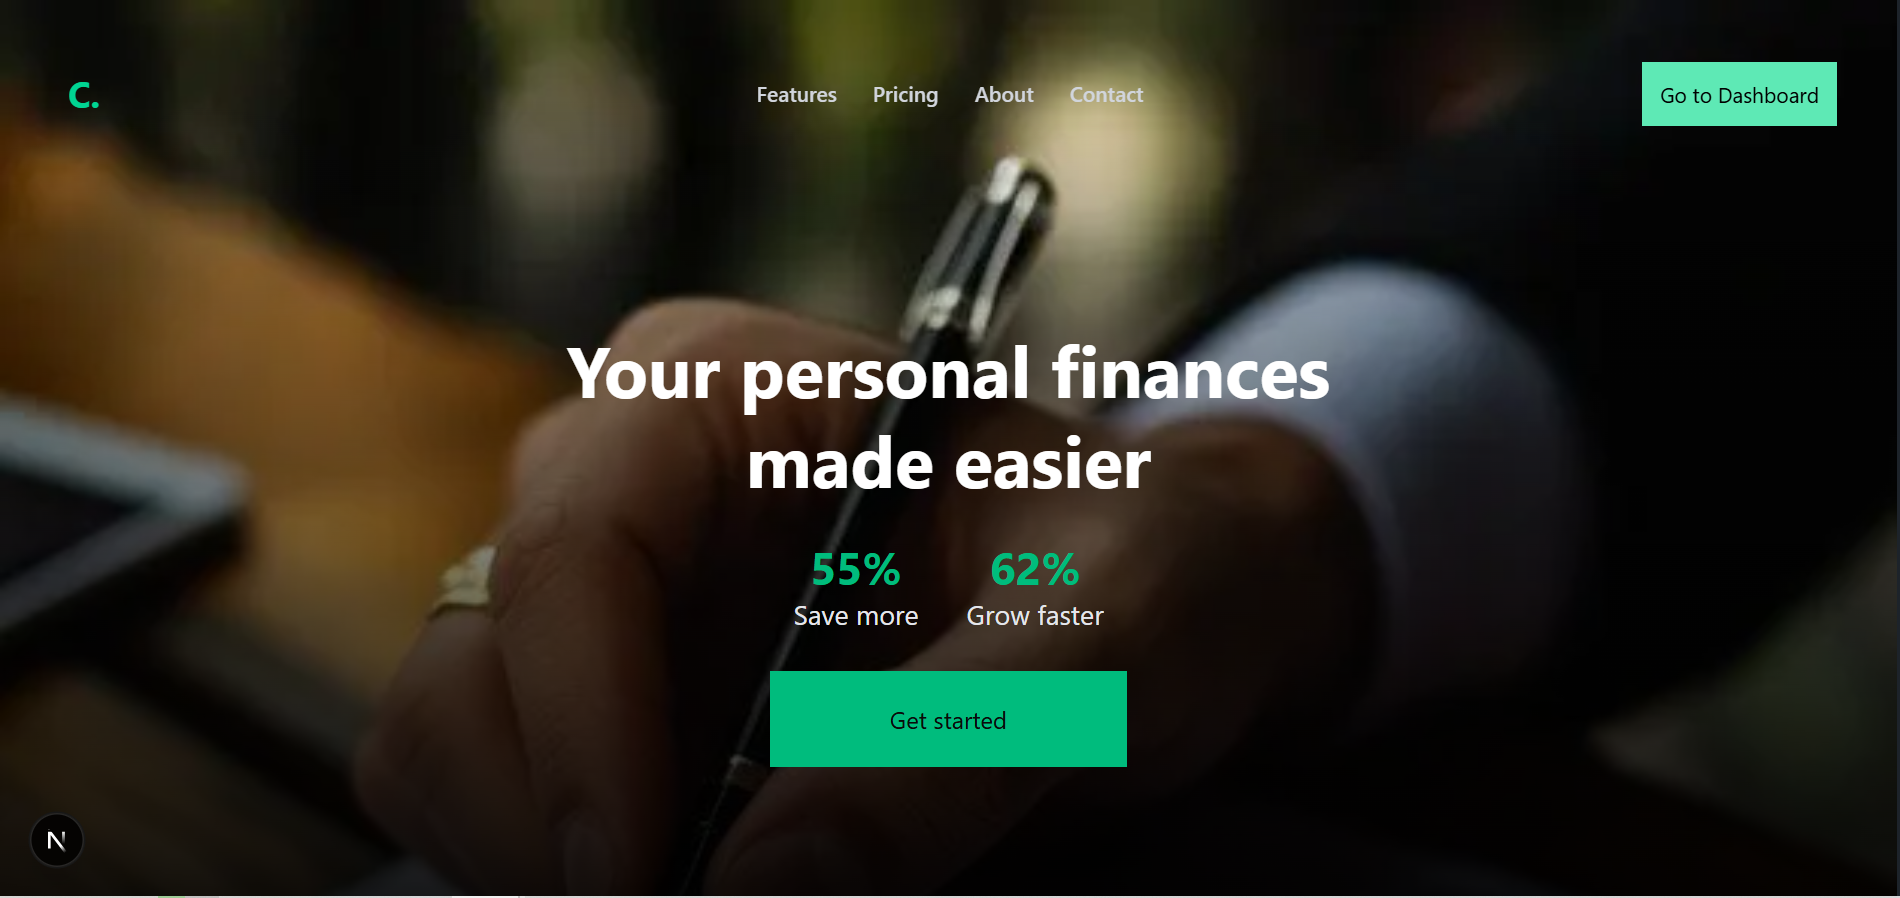 C.
Features Pricing About Contact
Go to Dashboard
Your personal finances
made easier
55% 62%
Save more Grow faster
Get started
N